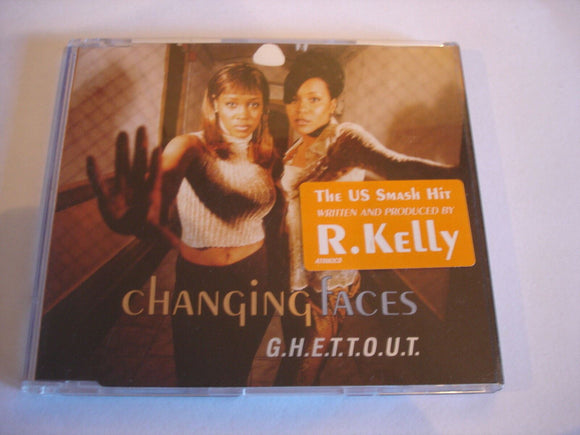 The US Smash Hit
WRITTEN AND PRODUCED BY
R.Kelly
changing faces
G.H.E.T.T.O.U.T.